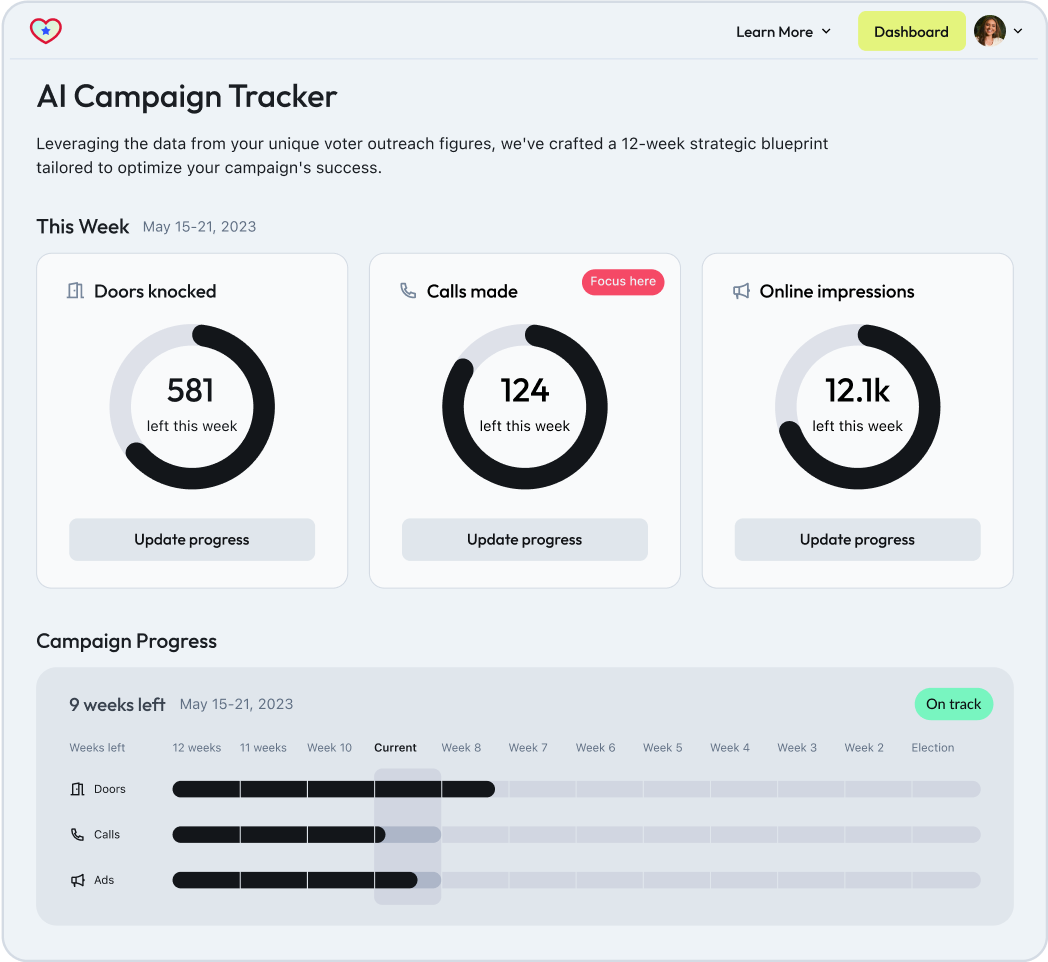 Learn More
Dashboard
AI Campaign Tracker
Leveraging the data from your unique voter outreach figures, we've crafted a 12-week strategic blueprint
tailored to optimize your campaign's success.
This Week May 15-21, 2023
Doors knocked
581
left this week
Update progress
Calls made
Focus here
124
left this week
Update progress
Online impressions
12.1k
left this week
Update progress
Campaign Progress
9 weeks left May 15-21, 2023
On track
Weeks left 12 weeks 11 weeks Week 10 Current Week 8 Week 7 Week 6 Week 5 Week 4 Week 3 Week 2 Election
Doors
Calls
Ads